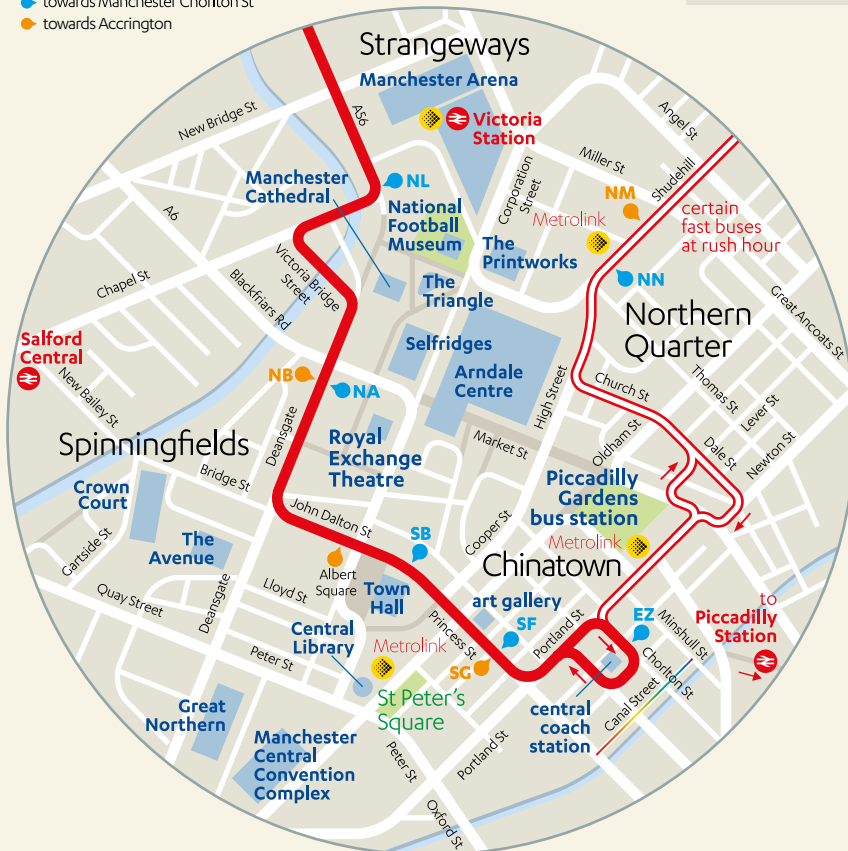 towards Manchester Chorlton St
towards Accrington
Strangeways
Manchester Arena
A56
New Bridge St
Victoria
Station
Angel St
Miller St
Shudehill
Corporation
Street
Manchester
Cathedral
NL
NM
National
Football
Museum
Metrolink
certain
fast buses
at rush hour
A6
The
Printworks
NN
Chapel St
Victoria Bridge
Street
Blackfriars Rd
The
Triangle
Northern
Quarter
Great Ancoats St
Salford
Central
Selfridges
Arndale
Centre
NB
NA
New Bailey St
Church St
Thomas St
Lever St
High Street
Deansgate
Spinningfields
Royal
Exchange
Theatre
Market St
Oldham St
Dale St
Newton St
Bridge St
Crown
Court
Piccadilly
Gardens
bus station
John Dalton St
Cooper St
SB
Metrolink
The
Avenue
Gartside St
Albert
Square
Chinatown
Quay Street
Deansgate
Lloyd St
Town
Hall
art gallery
to
Piccadilly
Station
Princess St
SF
Portland St
EZ
Minshull St
Central
Library
Metrolink
Peter St
SG
Chorlton St
Canal Street
St Peter's
Square
Great
Northern
central
coach
station
Manchester
Central
Convention
Complex
Peter St
Portland St
Oxford St